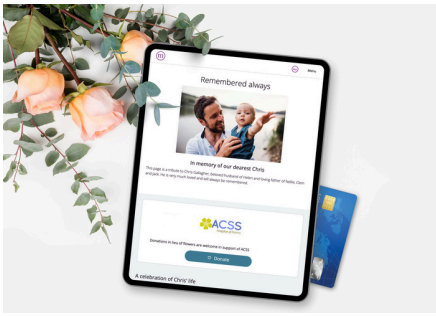 m
Menu
Remembered always
In memory of our dearest Chris
This page is a tribute to Chris Gallagher, beloved husband of Helen and loving father of Nellie, Clem
and Jack. He is very much loved and will always be remembered.
ACSS
Donations in lieu of flowers are welcome in support of ACSS
Donate
A celebration of Chris' life